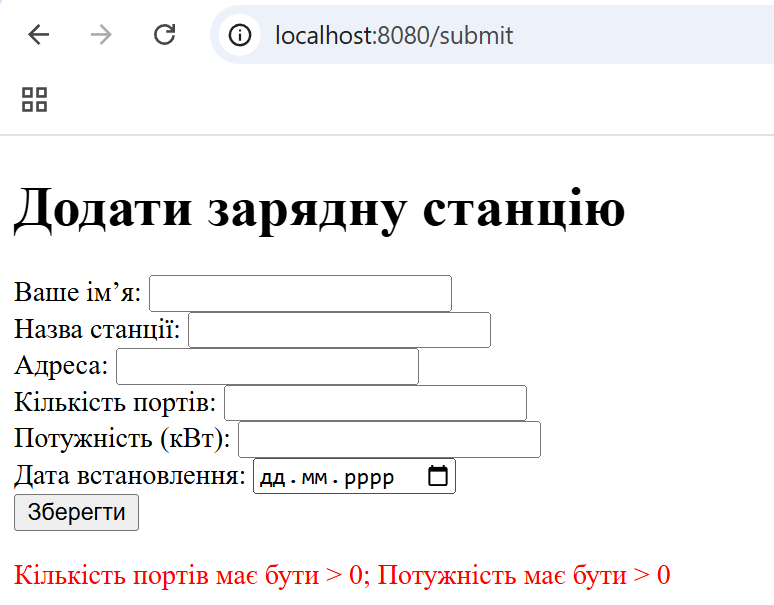 localhost:8080/submit
Додати зарядну станцію
Ваше ім’я:
Назва станції:
Адреса:
Кількість портів:
Потужність (кВт):
Дата встановлення: дд.мм.рррр
Зберегти
Кількість портів має бути > 0; Потужність має бути > 0